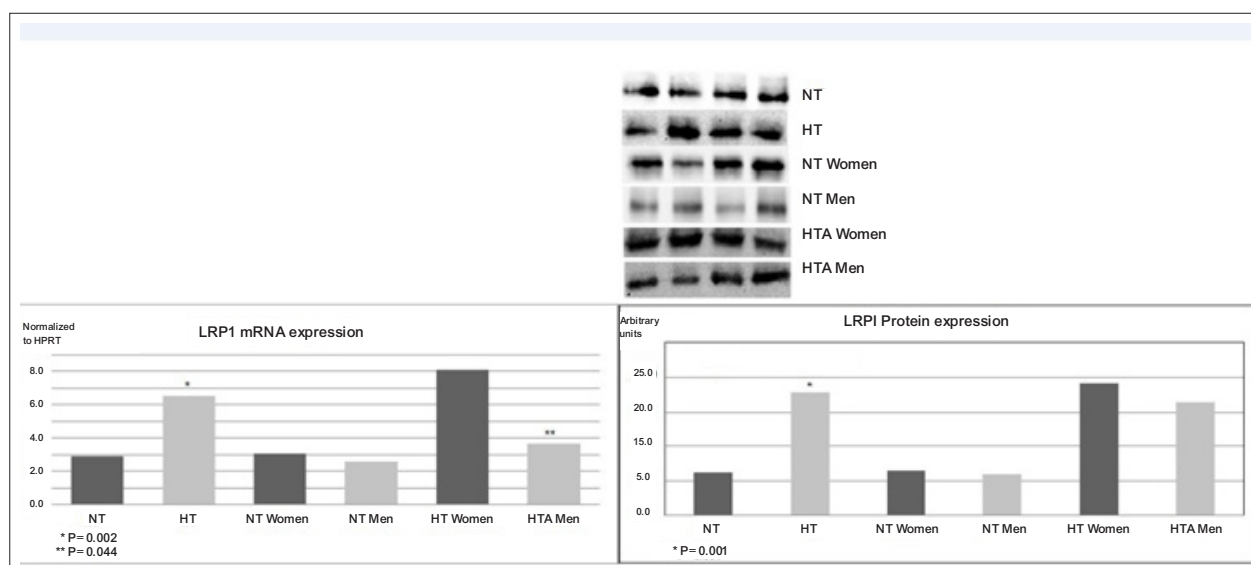 NT
HT
NT Women
NT Men
HTA Women
HTA Men
Normalized
to HPRT
LRP1 mRNA expression
8.0
6.0
4.0
2.0
0.0
*
**
NT HT NT Women NT Men HT Women HTA Men
* P= 0.002
** P= 0.044
Arbitrary
units
LRPI Protein expression
25.0
20.0
15.0
5.0
0.0
*
NT HT NT Women NT Men HT Women HTA Men
* P= 0.001